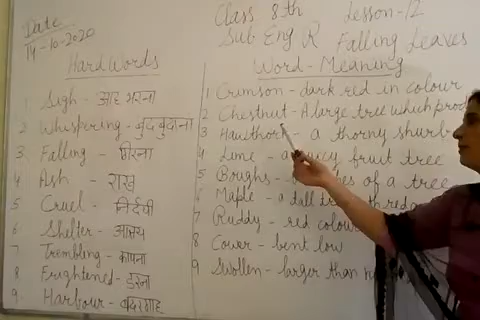 Date
14-10-2020
Class 8th Lesson-12
Sub Eng R Falling Leaves
Hard Words
1 Sigh - आह भरना
2 Whispering - बुदबुदाना
3 Falling - गिरना
4 Ash - राख
5 Cruel - निर्दयी
6 Shelter - आश्रय
7 Trembling - कांपना
8 Frightened - डरना
9. Harbour - बंदरगाह
Word - Meaning
1 Crimson - dark red in colour
2 Chestnut - A large tree which prod
3 - a thorny shurb
4 Lime - a juicy fruit tree
5 Boughs - of a tree
6 Maple - a tall
7 Ruddy - red colour
8 Cower - bent low
9 Swollen - larger than